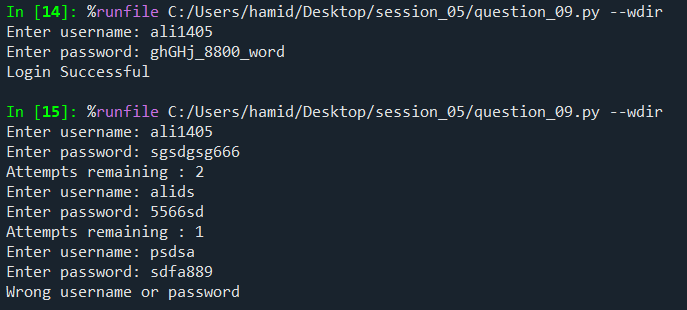 In [14]: %runfile C:/Users/hamid/Desktop/session_05/question_09.py --wdir
Enter username: ali1405
Enter password: ghGHj_8800_word
Login Successful
In [15]: %runfile C:/Users/hamid/Desktop/session_05/question_09.py --wdir
Enter username: ali1405
Enter password: sgsdgsg666
Attempts remaining : 2
Enter username: alids
Enter password: 5566sd
Attempts remaining : 1
Enter username: psdsa
Enter password: sdfa889
Wrong username or password